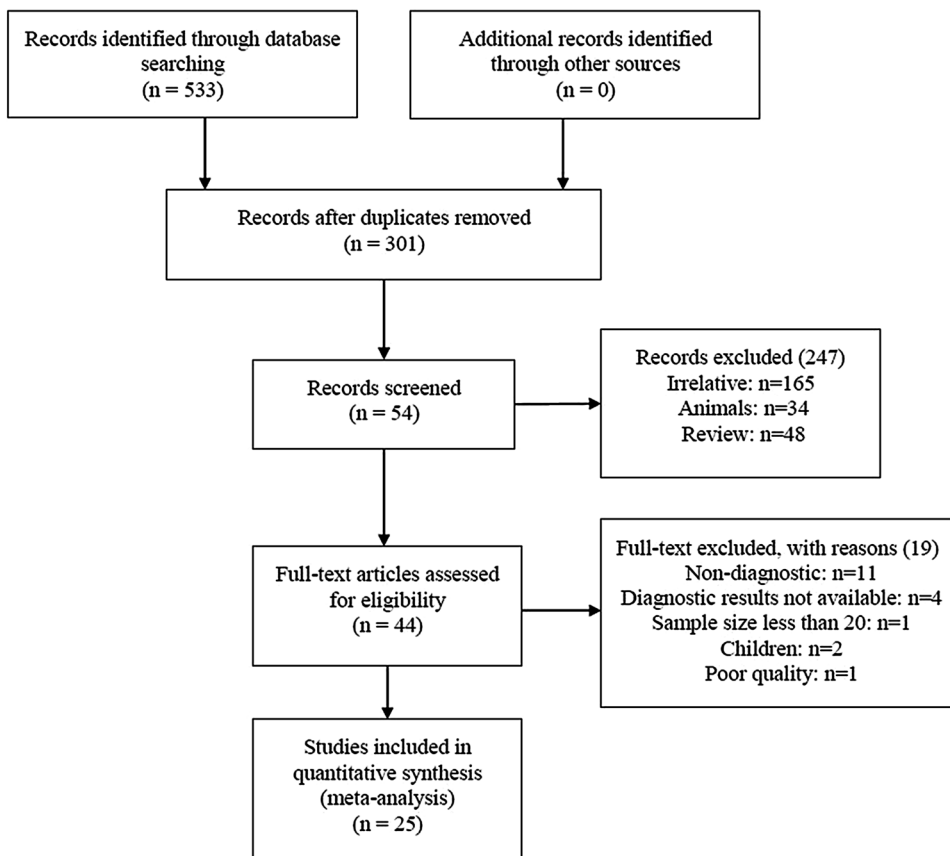 Records identified through database
searching
(n = 533)
Additional records identified
through other sources
(n = 0)
Records after duplicates removed
(n = 301)
Records screened
(n = 54)
Records excluded (247)
Irrelative: n=165
Animals: n=34
Review: n=48
Full-text articles assessed
for eligibility
(n = 44)
Full-text excluded, with reasons (19)
Non-diagnostic: n=11
Diagnostic results not available: n=4
Sample size less than 20: n=1
Children: n=2
Poor quality: n=1
Studies included in
quantitative synthesis
(meta-analysis)
(n = 25)